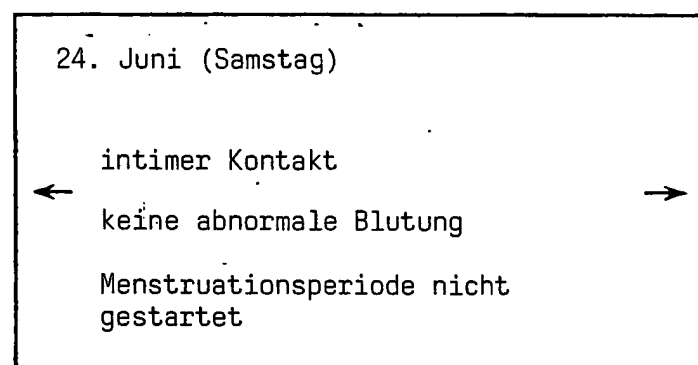 24. Juni (Samstag)
intimer Kontakt
keine abnormale Blutung
Menstruationsperiode nicht
gestartet